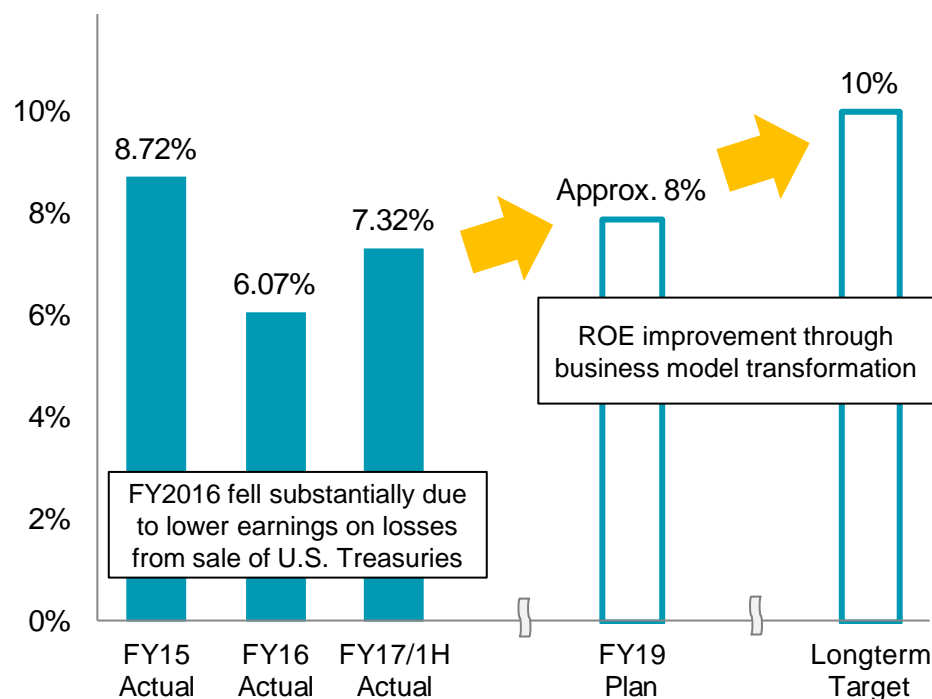 10%
8%
6%
4%
2%
0%
8.72%
6.07%
7.32%
Approx. 8%
10%
FY2016 fell substantially due
to lower earnings on losses
from sale of U.S. Treasuries
ROE improvement through
business model transformation
FY15
Actual
FY16
Actual
FY17/1H
Actual
FY19
Plan
Longterm
Target